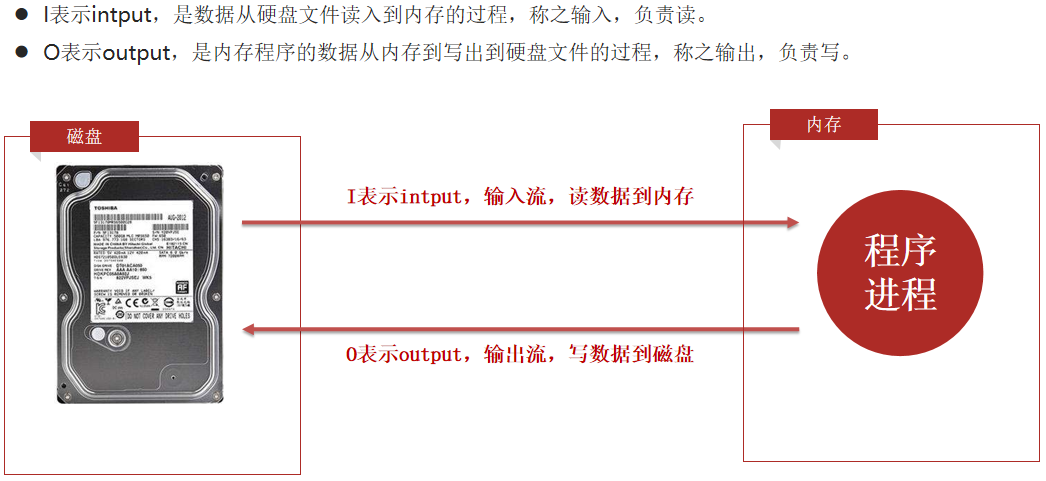 I表示intput，是数据从硬盘文件读入到内存的过程，称之输入，负责读。
O表示output，是内存程序的数据从内存到写出到硬盘文件的过程，称之输出，负责写。
磁盘
内存
TOSHIBA
AUG-2012
I表示intput，输入流，读数据到内存
程序
进程
O表示output，输出流，写数据到磁盘
DO NOT COVER ANY DRIVE HOLES